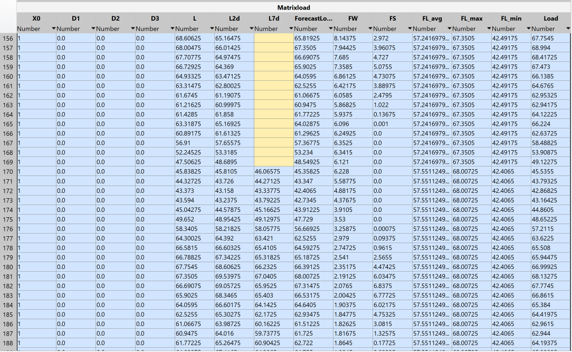 Matrixload
X0 D1 D2 D3 L L2d L7d ForecastLo... FW FS FL_avg FL_max FL_min Load
Number Number Number Number Number Number Number Number Number Number Number Number Number Number
156 1 0.0 0.0 0.0 68.60625 65.16475 65.81925 8.14375 2.972 57.2416979... 67.3505 42.49175 67.7545
157 1 0.0 0.0 0.0 68.00475 66.01425 67.3505 7.94425 3.96075 57.2416979... 67.3505 42.49175 68.994
158 1 0.0 0.0 0.0 67.70775 64.97475 66.69075 7.685 4.727 57.2416979... 67.3505 42.49175 68.41725
159 1 0.0 0.0 0.0 66.72925 64.369 65.9025 7.3585 5.0755 57.2416979... 67.3505 42.49175 67.473
160 1 0.0 0.0 0.0 64.93325 63.47125 64.0595 6.86125 4.73075 57.2416979... 67.3505 42.49175 66.1385
161 1 0.0 0.0 0.0 63.31475 62.80025 62.5255 6.42175 3.88975 57.2416979... 67.3505 42.49175 64.6765
162 1 0.0 0.0 0.0 61.6745 61.19075 61.06675 6.0585 2.4795 57.2416979... 67.3505 42.49175 62.95325
163 1 0.0 0.0 0.0 61.21625 60.99975 60.9475 5.86825 1.022 57.2416979... 67.3505 42.49175 62.94175
164 1 0.0 0.0 0.0 61.4285 61.858 61.77225 5.9375 0.13675 57.2416979... 67.3505 42.49175 64.12225
165 1 0.0 0.0 0.0 63.31875 65.16925 64.02875 6.096 0.001 57.2416979... 67.3505 42.49175 66.224
166 1 0.0 0.0 0.0 60.89175 61.61325 61.29625 6.24925 0.0 57.2416979... 67.3505 42.49175 62.63725
167 1 0.0 0.0 0.0 56.91 57.65575 57.36775 6.3525 0.0 57.2416979... 67.3505 42.49175 58.48825
168 1 0.0 0.0 0.0 52.24525 53.3185 53.234 6.3415 0.0 57.2416979... 67.3505 42.49175 53.90875
169 1 0.0 0.0 0.0 47.50625 48.6895 48.54925 6.121 0.0 57.2416979... 67.3505 42.49175 49.12275
170 1 0.0 0.0 0.0 45.83825 45.8105 46.06575 45.35825 6.228 0.0 57.5511249... 68.00725 42.4065 45.5355
171 1 0.0 0.0 0.0 44.32725 43.726 44.27125 43.347 5.58775 0.0 57.5511249... 68.00725 42.4065 43.79325
172 1 0.0 0.0 0.0 43.373 43.158 43.33775 42.4065 4.88175 0.0 57.5511249... 68.00725 42.4065 42.86825
173 1 0.0 0.0 0.0 43.594 43.2375 43.79225 42.7345 4.37675 0.0 57.5511249... 68.00725 42.4065 43.16425
174 1 0.0 0.0 0.0 45.04275 44.57875 45.16625 43.91225 3.9105 0.0 57.5511249... 68.00725 42.4065 44.8605
175 1 0.0 0.0 0.0 49.652 48.95425 49.12975 47.729 3.53 0.0 57.5511249... 68.00725 42.4065 48.65225
176 1 0.0 0.0 0.0 58.3405 58.21825 58.05775 56.66925 3.25875 0.00075 57.5511249... 68.00725 42.4065 57.2115
177 1 0.0 0.0 0.0 64.30025 64.392 63.421 62.5255 2.979 0.09375 57.5511249... 68.00725 42.4065 63.6225
178 1 0.0 0.0 0.0 66.5815 66.60325 65.4105 64.59275 2.74725 0.9615 57.5511249... 68.00725 42.4065 65.508
179 1 0.0 0.0 0.0 66.78825 67.34225 65.31825 65.18725 2.541 2.5655 57.5511249... 68.00725 42.4065 65.94475
180 1 0.0 0.0 0.0 67.7545 68.60625 66.2325 66.39125 2.35175 4.47425 57.5511249... 68.00725 42.4065 66.99925
181 1 0.0 0.0 0.0 67.3505 69.53975 67.0405 68.00725 2.19125 6.03475 57.5511249... 68.00725 42.4065 68.13275
182 1 0.0 0.0 0.0 66.69075 69.05725 65.8925 67.31475 2.0765 6.8375 57.5511249... 68.00725 42.4065 67.7745
183 1 0.0 0.0 0.0 65.9025 68.3465 65.403 66.53175 2.00425 6.77725 57.5511249... 68.00725 42.4065 66.8615
184 1 0.0 0.0 0.0 64.0595 66.60175 64.1425 64.6405 1.90375 6.02175 57.5511249... 68.00725 42.4065 65.384
185 1 0.0 0.0 0.0 62.5255 65.30275 62.1725 62.93475 1.84775 4.75325 57.5511249... 68.00725 42.4065 64.41975
186 1 0.0 0.0 0.0 61.06675 63.98725 60.16225 61.51225 1.82625 3.0815 57.5511249... 68.00725 42.4065 62.9615
187 1 0.0 0.0 0.0 60.9475 64.016 59.73775 61.725 1.81675 1.32575 57.5511249... 68.00725 42.4065 62.944
188 1 0.0 0.0 0.0 61.77225 65.26475 60.90425 62.722 1.8645 0.17725 57.5511249... 68.00725 42.4065 64.19375